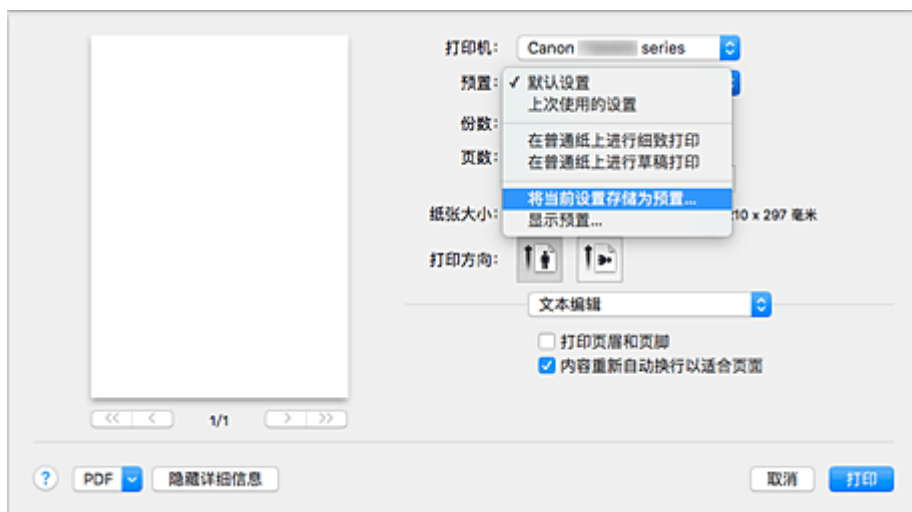 打印机: Canon series
预置: ✓ 默认设置
上次使用的设置
份数:
在普通纸上进行细致打印
页数:
在普通纸上进行草稿打印
将当前设置存储为预置...
纸张大小: 10 x 297 毫米
显示预置...
打印方向:
文本编辑
打印页眉和页脚
内容重新自动换行以适合页面
1/1
? PDF 隐藏详细信息 取消 打印